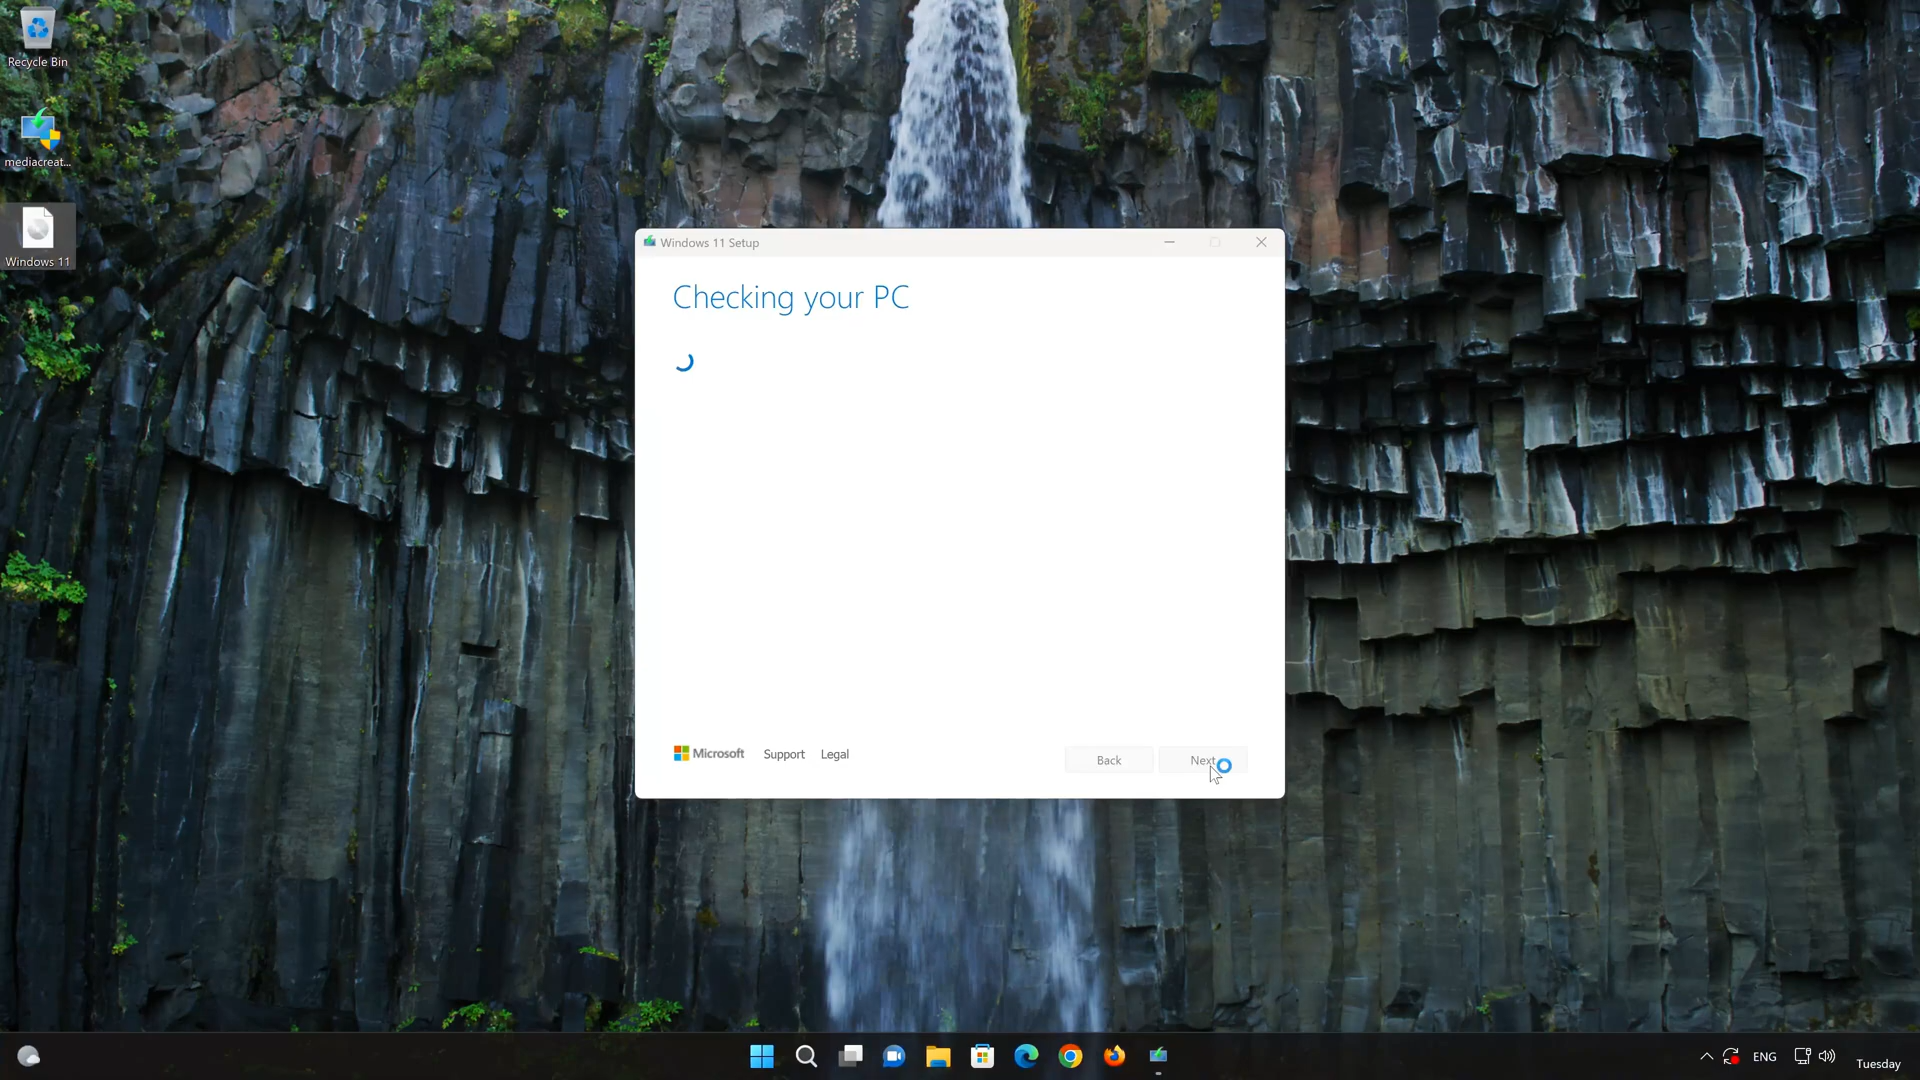 Recycle Bin
mediacreat...
Windows 11
Windows 11 Setup
Checking your PC
Microsoft
Support
Legal
Back
Next
ENG
Tuesday